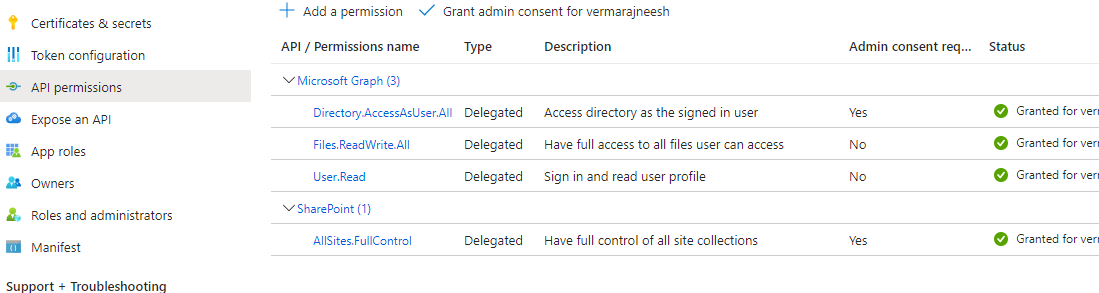 + Add a permission ✓ Grant admin consent for vermarajneesh
Certificates & secrets
Token configuration
API permissions
Expose an API
App roles
Owners
Roles and administrators
Manifest
Support + Troubleshooting
API / Permissions name Type Description Admin consent req... Status
Microsoft Graph (3)
Directory.AccessAsUser.All Delegated Access directory as the signed in user Yes Granted for ver
Files.ReadWrite.All Delegated Have full access to all files user can access No Granted for ver
User.Read Delegated Sign in and read user profile No Granted for ver
SharePoint (1)
AllSites.FullControl Delegated Have full control of all site collections Yes Granted for ver